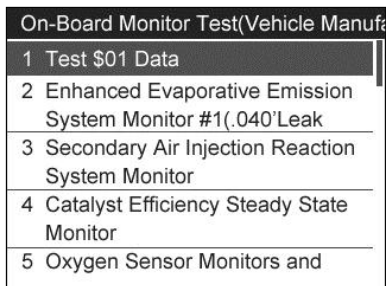 On-Board Monitor Test(Vehicle Manufa
1 Test $01 Data
2 Enhanced Evaporative Emission
System Monitor #1(.040'Leak
3 Secondary Air Injection Reaction
System Monitor
4 Catalyst Efficiency Steady State
Monitor
5 Oxygen Sensor Monitors and